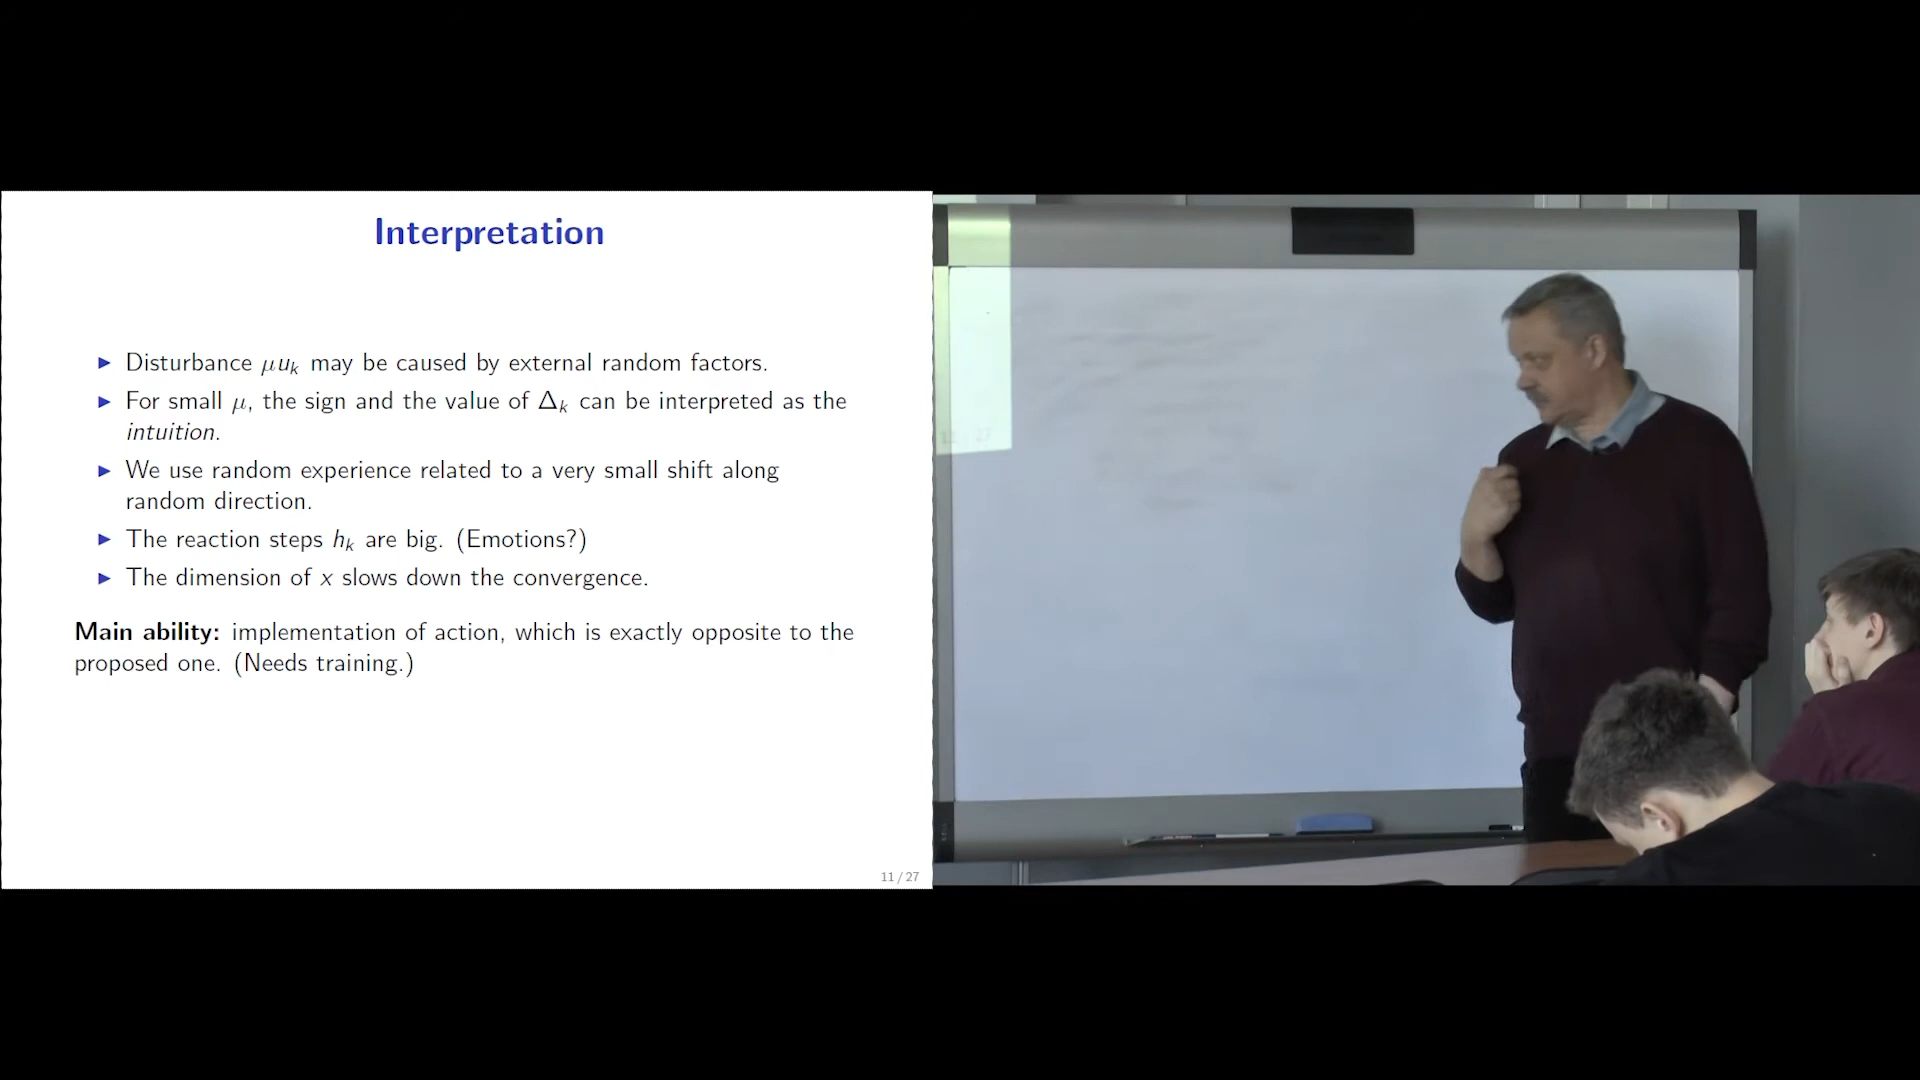 Interpretation
▶ Disturbance μu_k may be caused by external random factors.
▶ For small μ, the sign and the value of Δ_k can be interpreted as the
intuition.
▶ We use random experience related to a very small shift along
random direction.
▶ The reaction steps h_k are big. (Emotions?)
▶ The dimension of x slows down the convergence.
Main ability: implementation of action, which is exactly opposite to the
proposed one. (Needs training.)
11 / 27